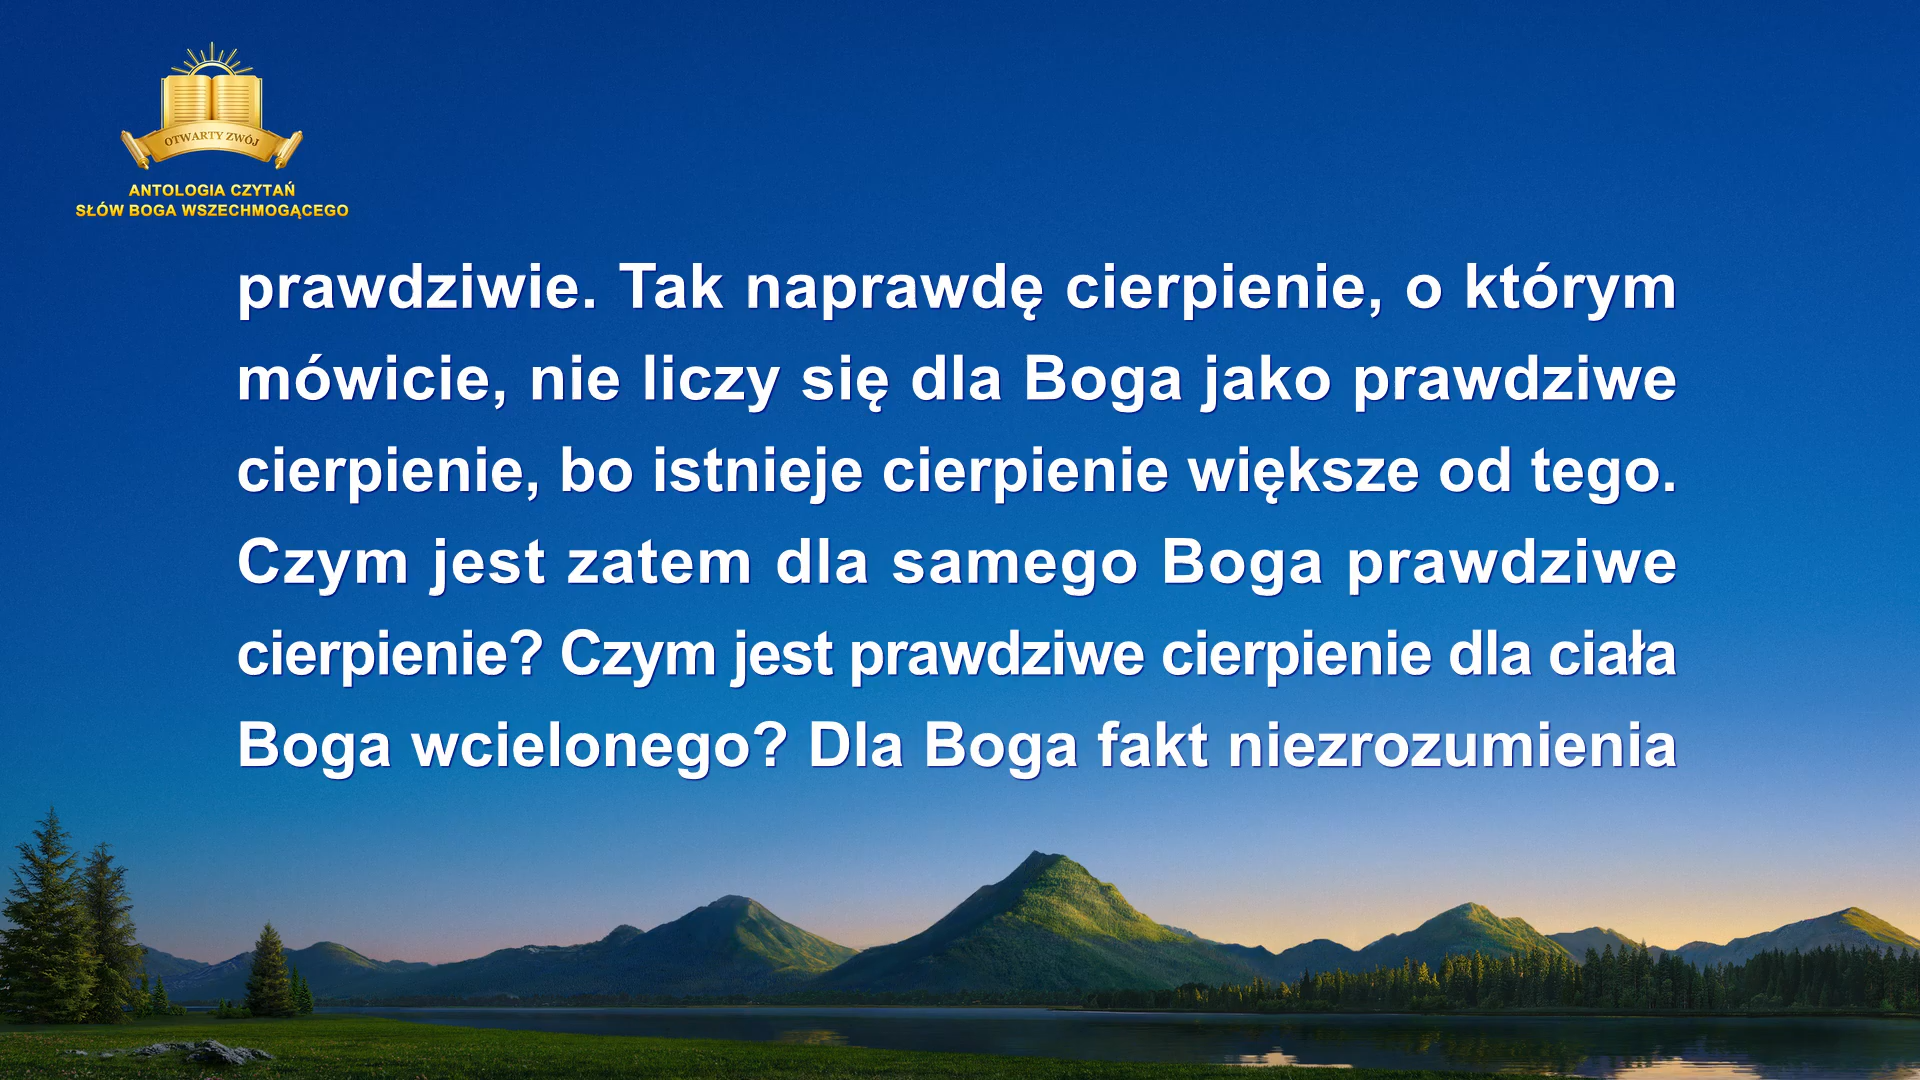 OTWARTY ZWÓJ
ANTOLOGIA CZYTAŃ
SŁÓW BOGA WSZECHMOGĄCEGO
prawdziwie. Tak naprawdę cierpienie, o którym
mówicie, nie liczy się dla Boga jako prawdziwe
cierpienie, bo istnieje cierpienie większe od tego.
Czym jest zatem dla samego Boga prawdziwe
cierpienie? Czym jest prawdziwe cierpienie dla ciała
Boga wcielonego? Dla Boga fakt niezrozumienia